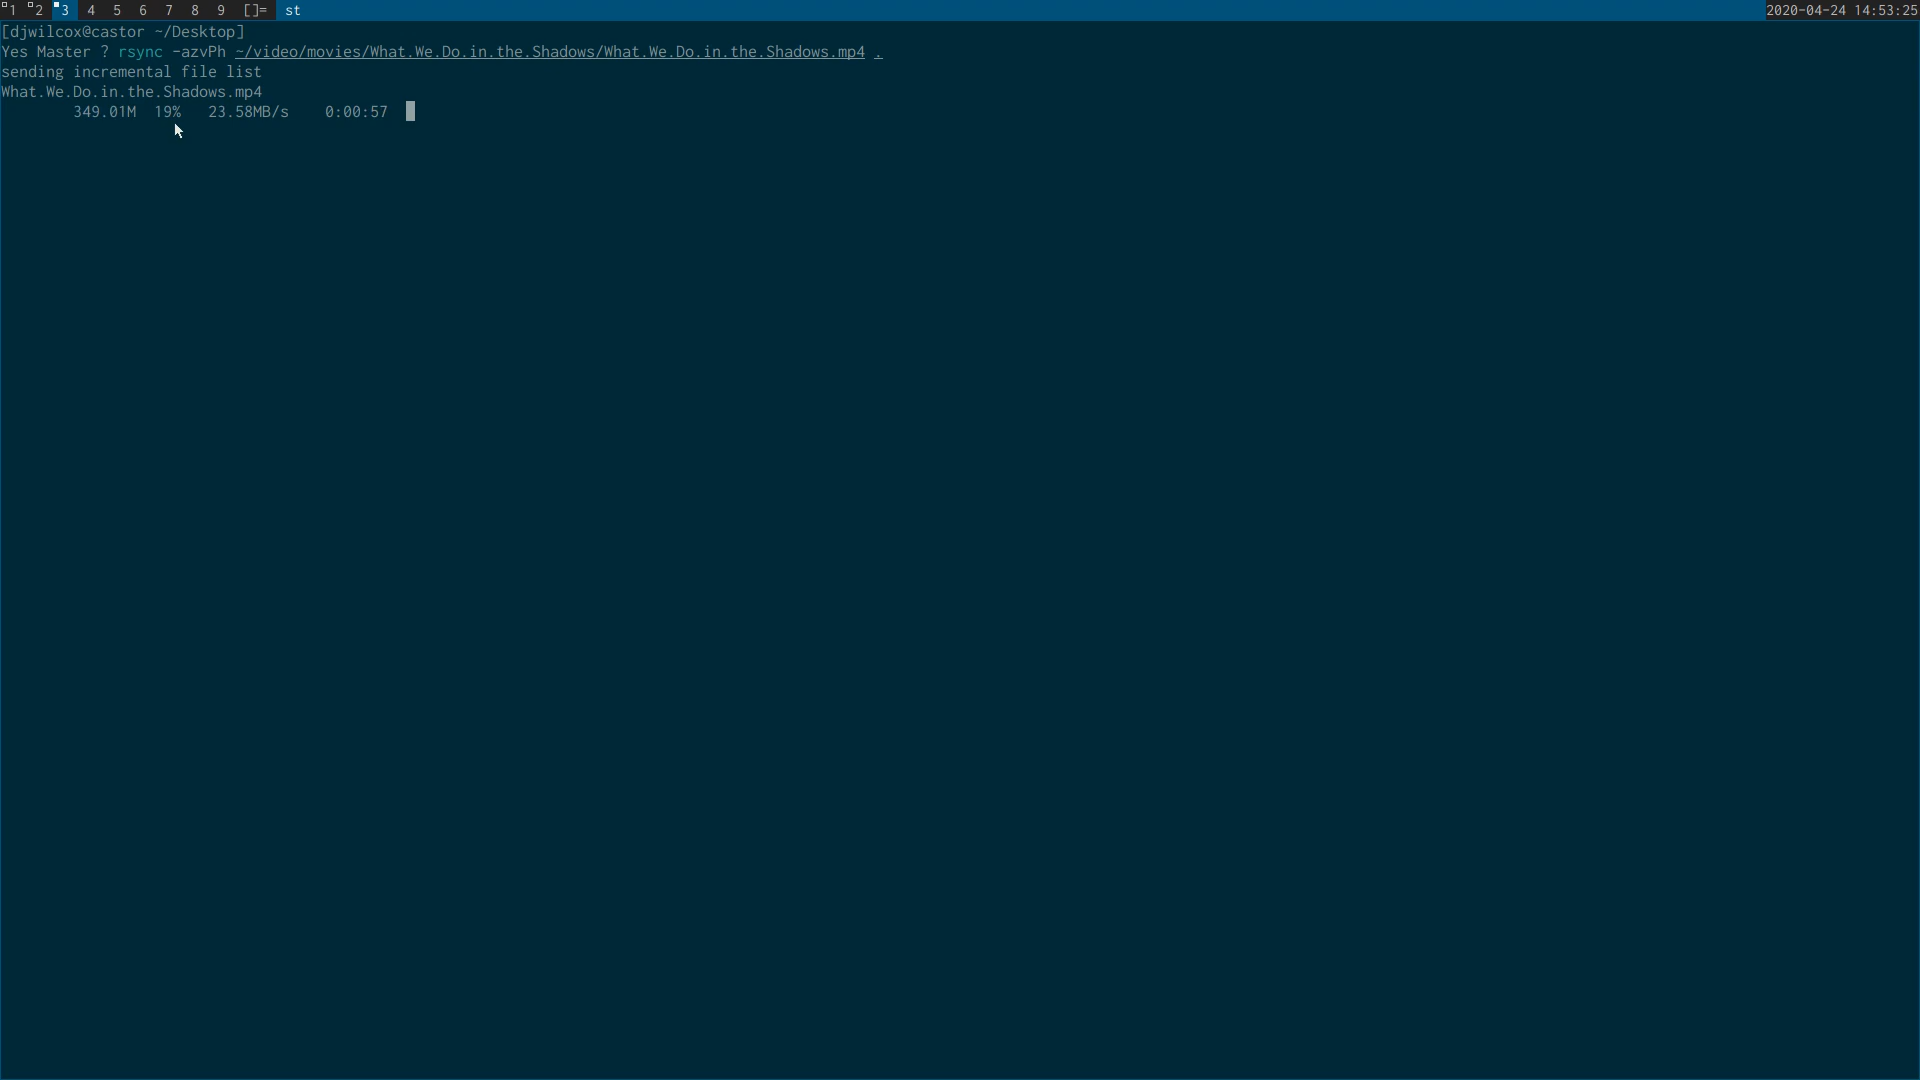 1 2 3 4 5 6 7 8 9 []= st 2020-04-24 14:53:25
[djwilcox@castor ~/Desktop]
Yes Master ? rsync -azvPh ~/video/movies/What.We.Do.in.the.Shadows/What.We.Do.in.the.Shadows.mp4 .
sending incremental file list
What.We.Do.in.the.Shadows.mp4
349.01M 19% 23.58MB/s 0:00:57